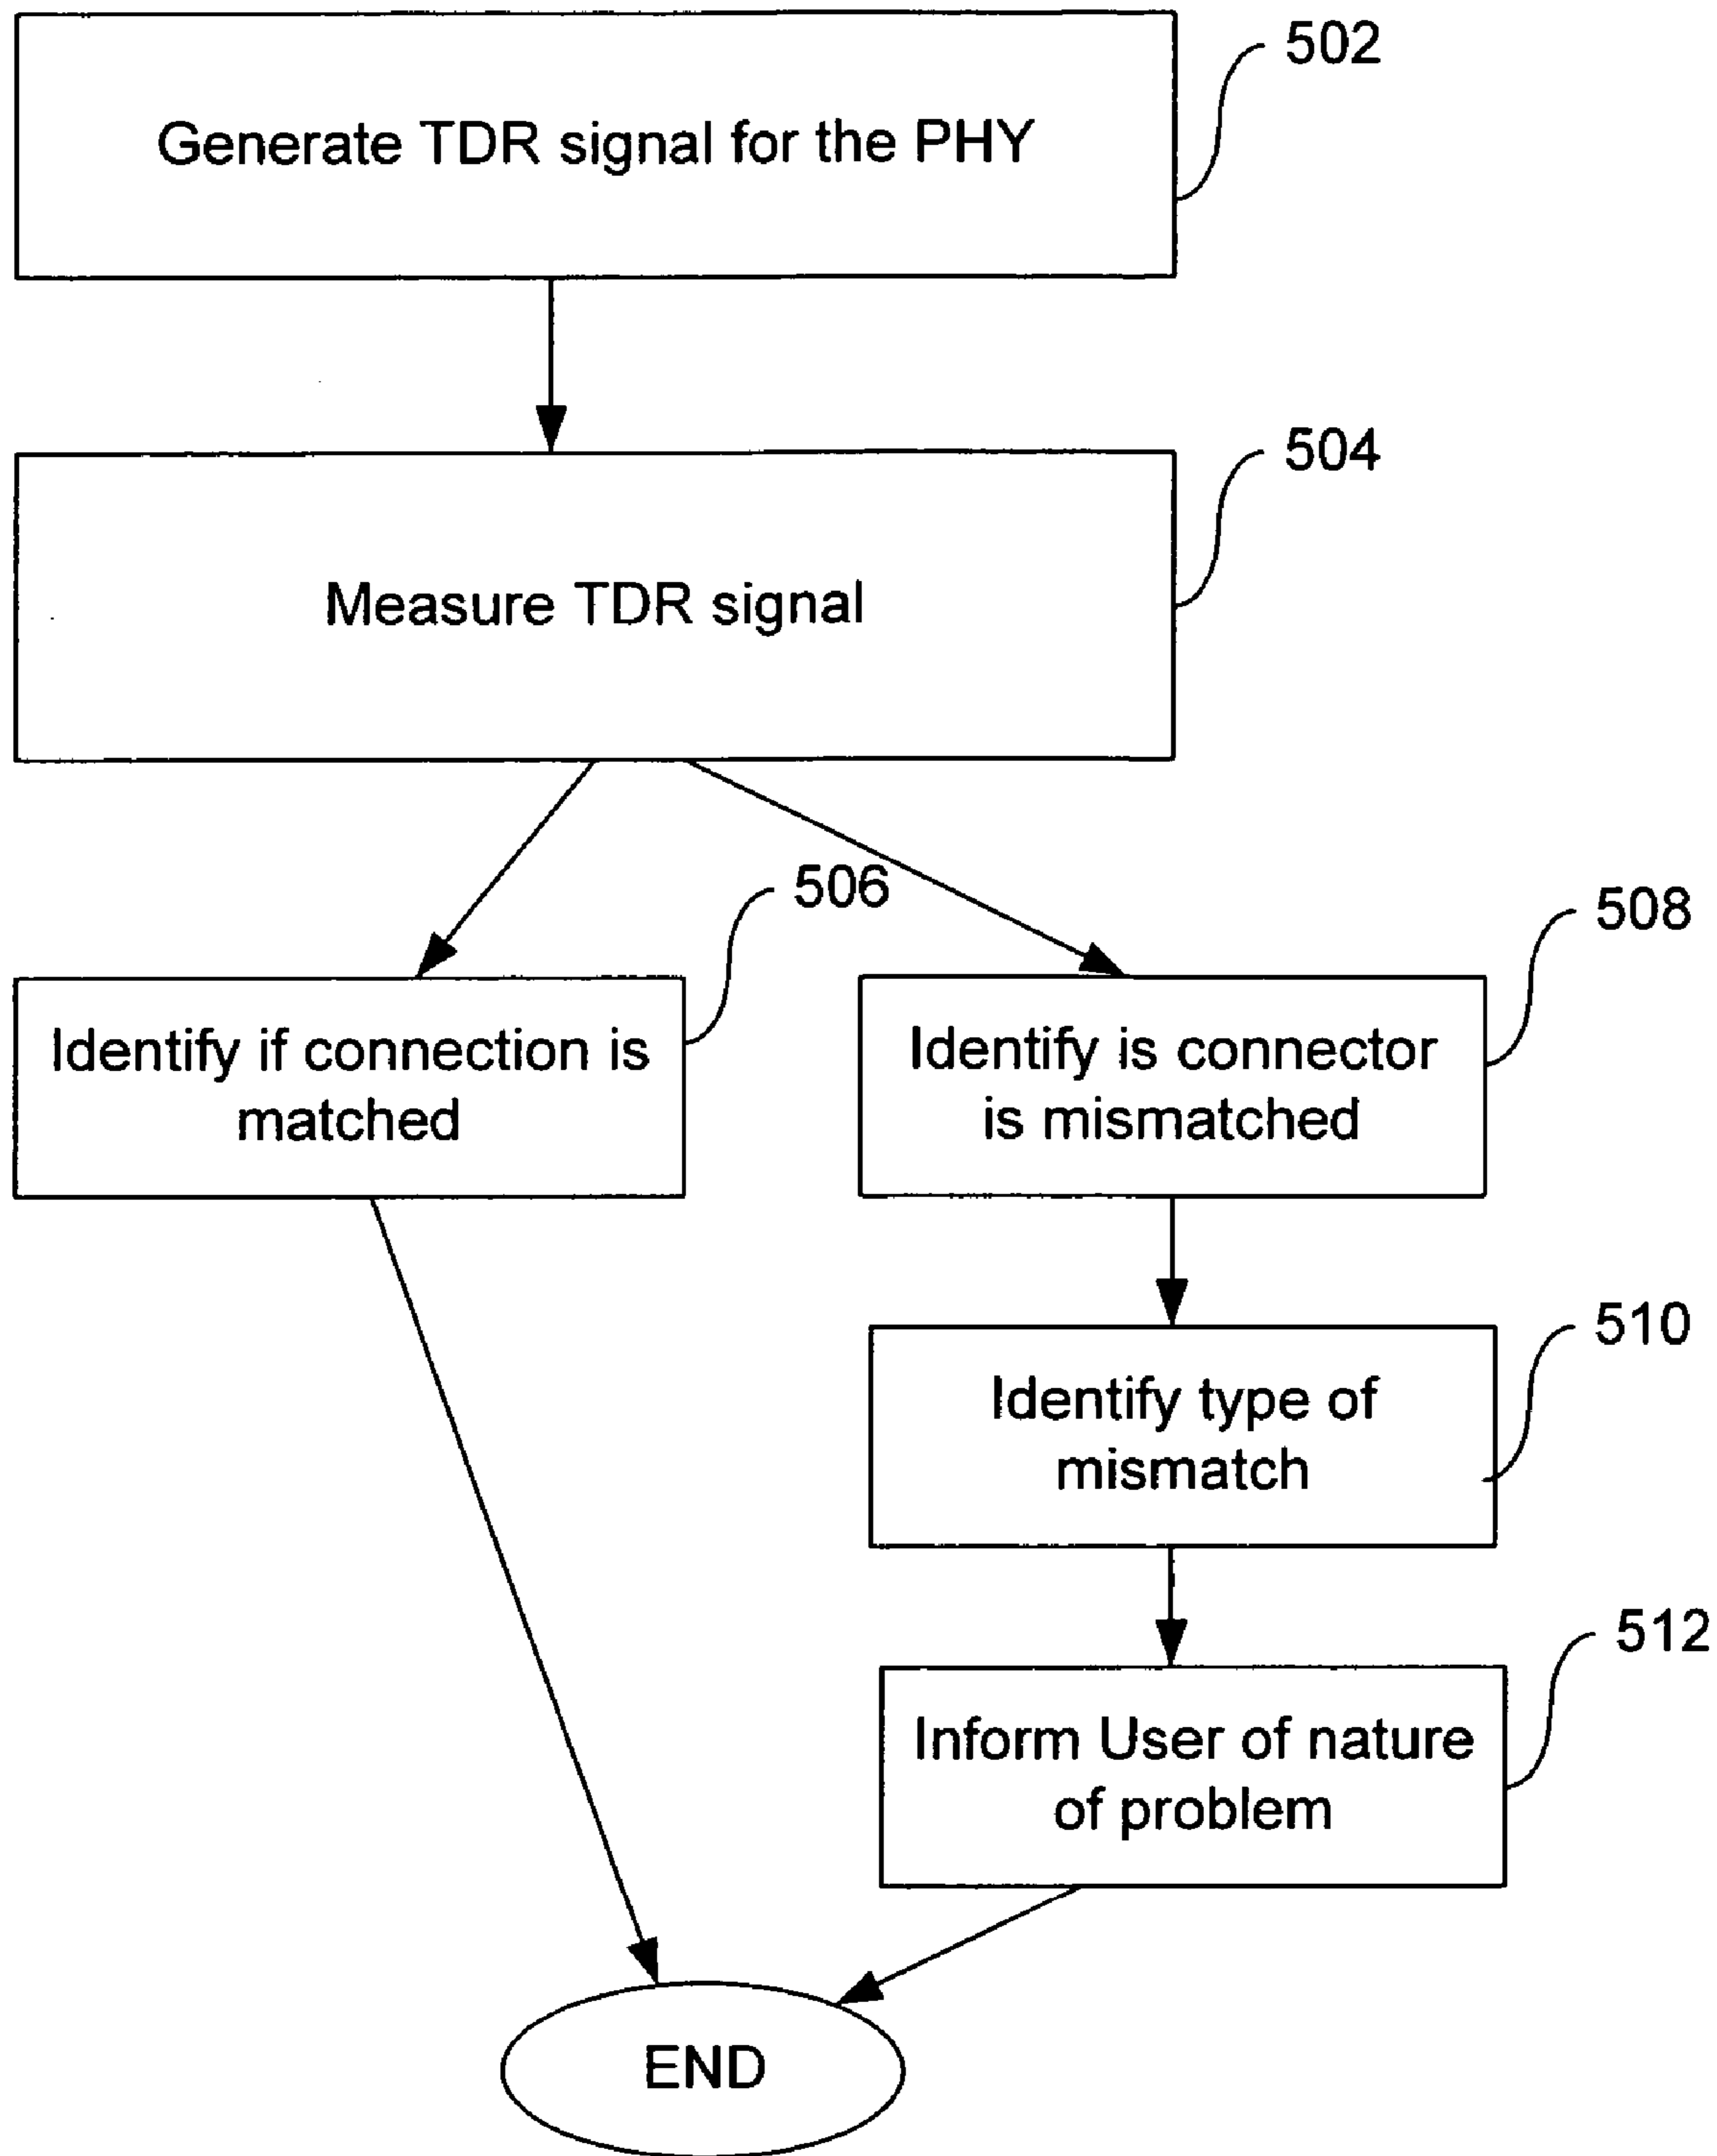 502
Generate TDR signal for the PHY
504
Measure TDR signal
506
508
Identify if connection is
matched
Identify is connector
is mismatched
510
Identify type of
mismatch
512
Inform User of nature
of problem
END